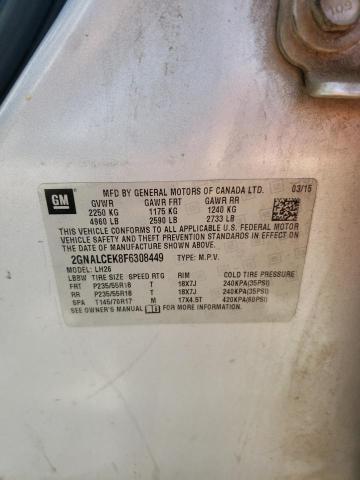 GM
MFD BY GENERAL MOTORS OF CANADA LTD. 03/15
GVWR GAWR FRT GAWR RR
2250 KG 1175 KG 1240 KG
4960 LB 2590 LB 2733 LB
THIS VEHICLE CONFORMS TO ALL APPLICABLE U.S. FEDERAL MOTOR
VEHICLE SAFETY, BUMPER, AND THEFT PREVENTION STANDARDS IN
EFFECT ON THE DATE OF MANUFACTURE SHOWN ABOVE.
2GNALCEK8F6308449 TYPE: M.P.V.
MODEL: LH26
TIRE SIZE SPEED RTG RIM COLD TIRE PRESSURE
FRT P235/55R18 T 18X7J 240KPA(35PSI)
RR P235/55R18 T 18X7J 240KPA(35PSI)
SPA T145/70R17 M 17X4.5T 420KPA(60PSI)
SEE OWNER'S MANUAL FOR MORE INFORMATION.